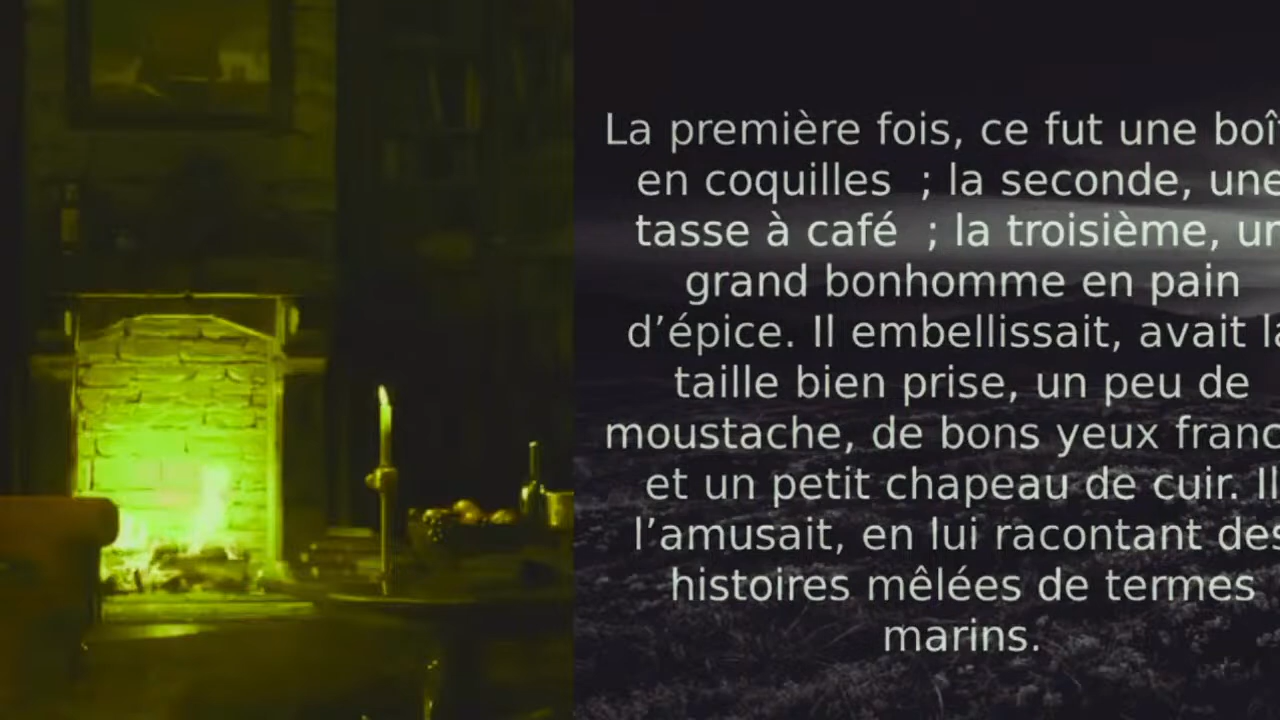 La première fois, ce fut une boî
en coquilles  ; la seconde, une
tasse à café  ; la troisième, un
grand bonhomme en pain
d’épice. Il embellissait, avait la
taille bien prise, un peu de
moustache, de bons yeux franc
et un petit chapeau de cuir. Il
l’amusait, en lui racontant des
histoires mêlées de termes
marins.